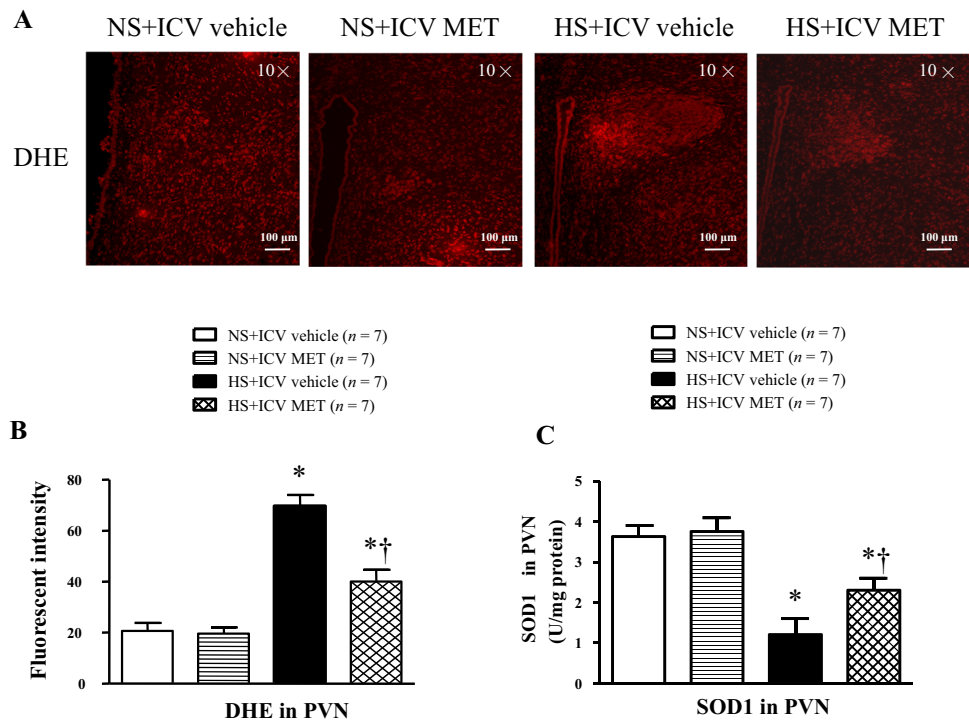 A
NS+ICV vehicle NS+ICV MET HS+ICV vehicle HS+ICV MET
10× 10× 10× 10×
DHE
100 μm 100 μm 100 μm 100 μm
NS+ICV vehicle (n = 7)
NS+ICV MET (n = 7)
HS+ICV vehicle (n = 7)
HS+ICV MET (n = 7)
NS+ICV vehicle (n = 7)
NS+ICV MET (n = 7)
HS+ICV vehicle (n = 7)
HS+ICV MET (n = 7)
B
Fluorescent intensity
80
60
40
20
0
*
*†
DHE in PVN
C
SOD1 in PVN
(U/mg protein)
5
4
3
2
1
0
*
*†
SOD1 in PVN